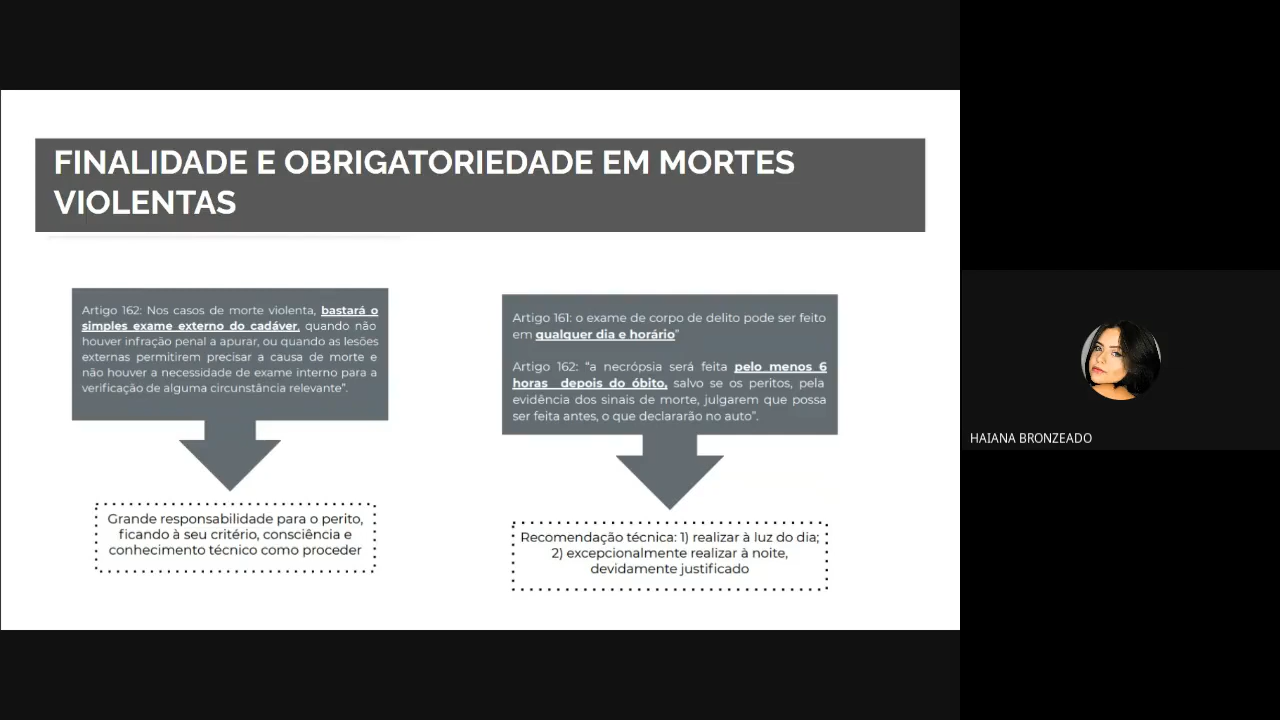 FINALIDADE E OBRIGATORIEDADE EM MORTES
VIOLENTAS
Artigo 162: Nos casos de morte violenta, bastará o
simples exame externo do cadáver, quando não
houver infração penal a apurar, ou quando as lesões
externas permitirem precisar a causa de morte e
não houver a necessidade de exame interno para a
verificação de alguma circunstância relevante”.
Grande responsabilidade para o perito,
ficando à seu critério, consciência e
conhecimento técnico como proceder
Artigo 161: o exame de corpo de delito pode ser feito
em qualquer dia e horário”
Artigo 162: “a necrópsia será feita pelo menos 6
horas depois do óbito, salvo se os peritos, pela
evidência dos sinais de morte, julgarem que possa
ser feita antes, o que declararão no auto”.
Recomendação técnica: 1) realizar à luz do dia;
2) excepcionalmente realizar à noite,
devidamente justificado
HAIANA BRONZEADO